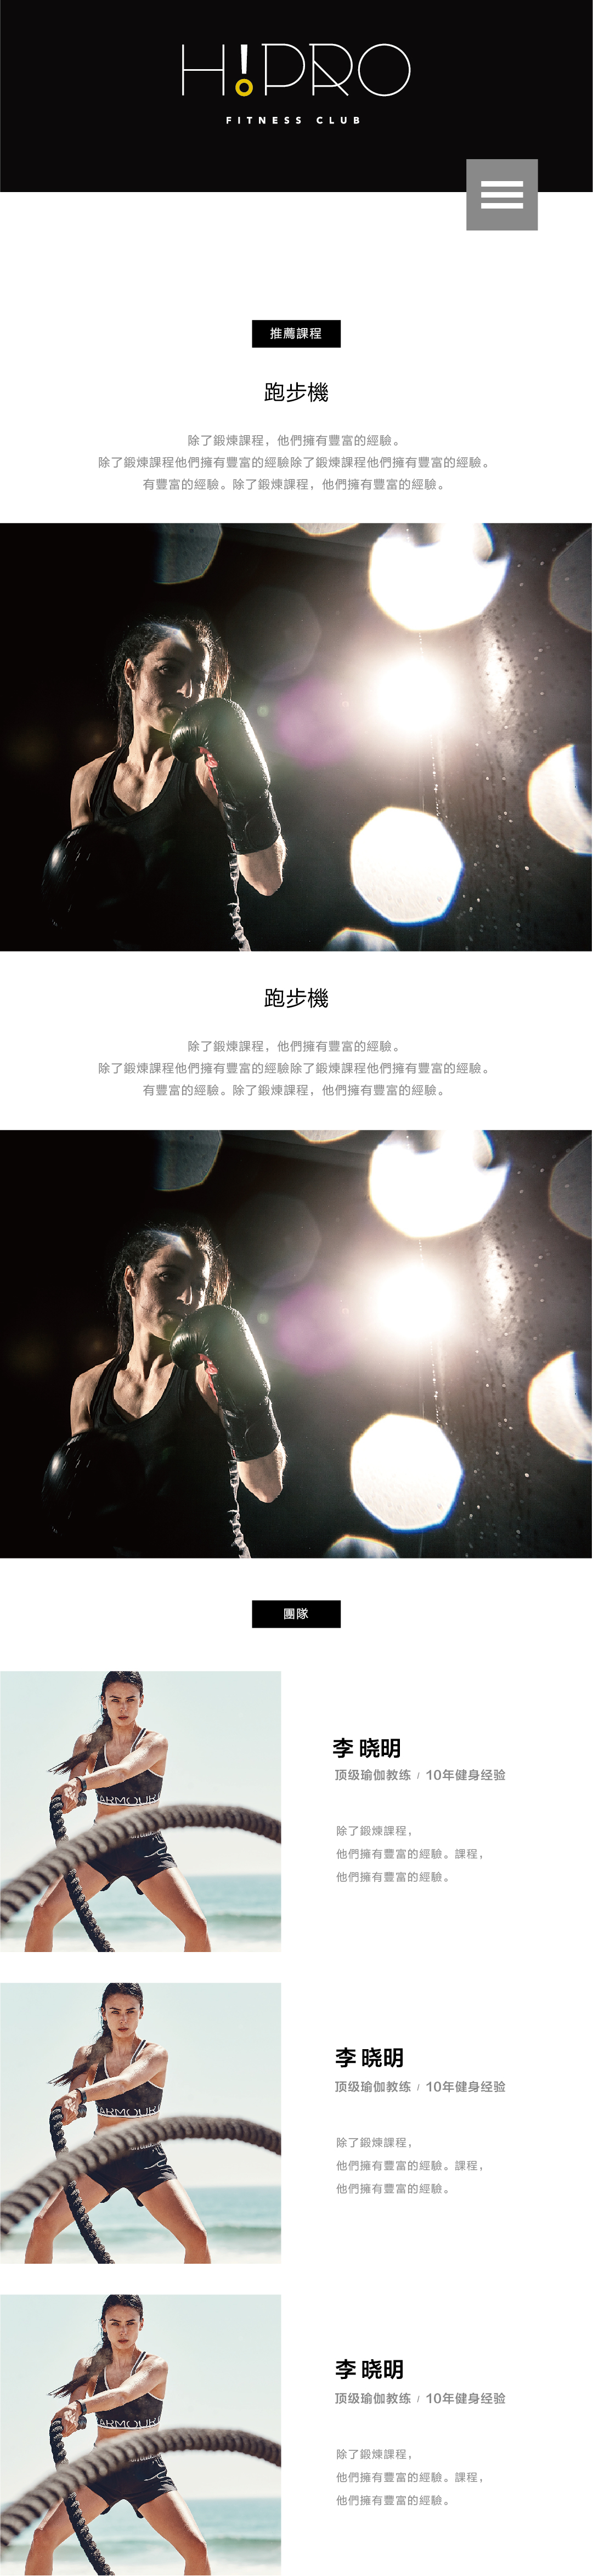 H!PRO
FITNESS CLUB
推薦課程
跑步機
除了鍛煉課程，他們擁有豐富的經驗。
除了鍛煉課程他們擁有豐富的經驗除了鍛煉課程他們擁有豐富的經驗。
有豐富的經驗。除了鍛煉課程，他們擁有豐富的經驗。
跑步機
除了鍛煉課程，他們擁有豐富的經驗。
除了鍛煉課程他們擁有豐富的經驗除了鍛煉課程他們擁有豐富的經驗。
有豐富的經驗。除了鍛煉課程，他們擁有豐富的經驗。
團隊
ARMOUR
李 晓明
顶级瑜伽教练 / 10年健身经验
除了鍛煉課程，
他們擁有豐富的經驗。課程，
他們擁有豐富的經驗。
ARMOUR
李 晓明
顶级瑜伽教练 / 10年健身经验
除了鍛煉課程，
他們擁有豐富的經驗。課程，
他們擁有豐富的經驗。
ARMOUR
李 晓明
顶级瑜伽教练 / 10年健身经验
除了鍛煉課程，
他們擁有豐富的經驗。課程，
他們擁有豐富的經驗。